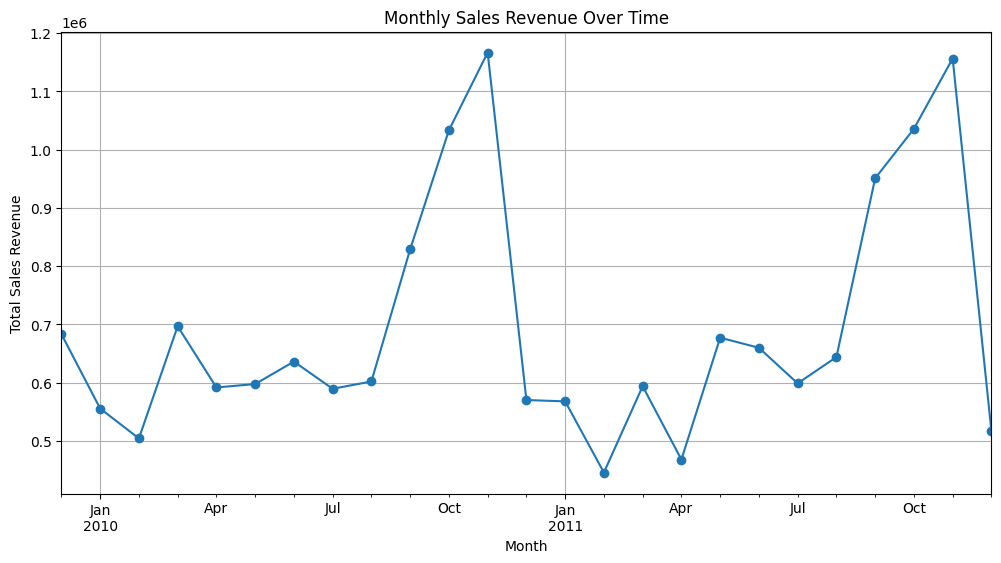 Monthly Sales Revenue Over Time
1e6
1.2
1.1
1.0
0.9
0.8
0.7
0.6
0.5
Total Sales Revenue
Jan Apr Jul Oct Jan Apr Jul Oct
2010 2011
Month